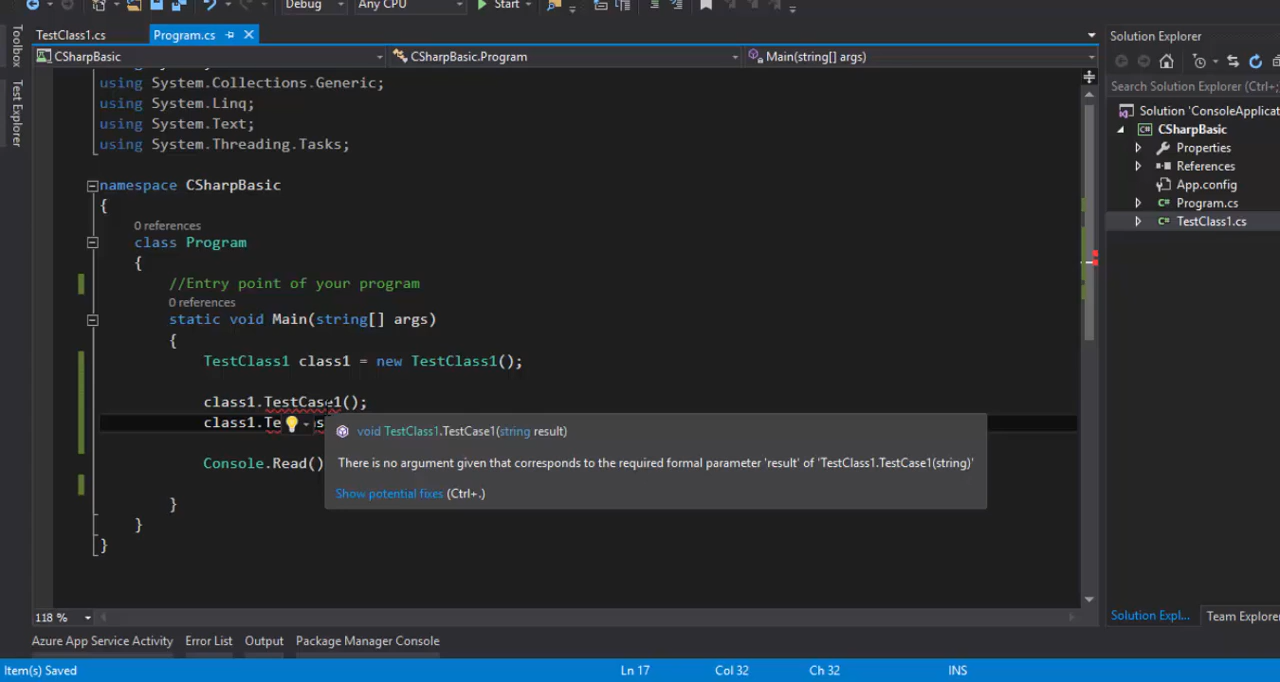 Debug Any CPU Start
TestClass1.cs Program.cs
CSharpBasic CSharpBasic.Program Main(string[] args)
Toolbox
Test Explorer
using System.Collections.Generic;
using System.Linq;
using System.Text;
using System.Threading.Tasks;
namespace CSharpBasic
{
0 references
class Program
{
//Entry point of your program
0 references
static void Main(string[] args)
{
TestClass1 class1 = new TestClass1();
class1.TestCase1();
class1.Te
void TestClass1.TestCase1(string result)
There is no argument given that corresponds to the required formal parameter 'result' of 'TestClass1.TestCase1(string)'
Show potential fixes (Ctrl+.)
Console.Read()
}
}
}
118 %
Azure App Service Activity Error List Output Package Manager Console
Item(s) Saved Ln 17 Col 32 Ch 32 INS
Solution Explorer
Search Solution Explorer (Ctrl+;
Solution 'ConsoleApplicat
C# CSharpBasic
Properties
References
App.config
C# Program.cs
C# TestClass1.cs
Solution Expl... Team Explorer